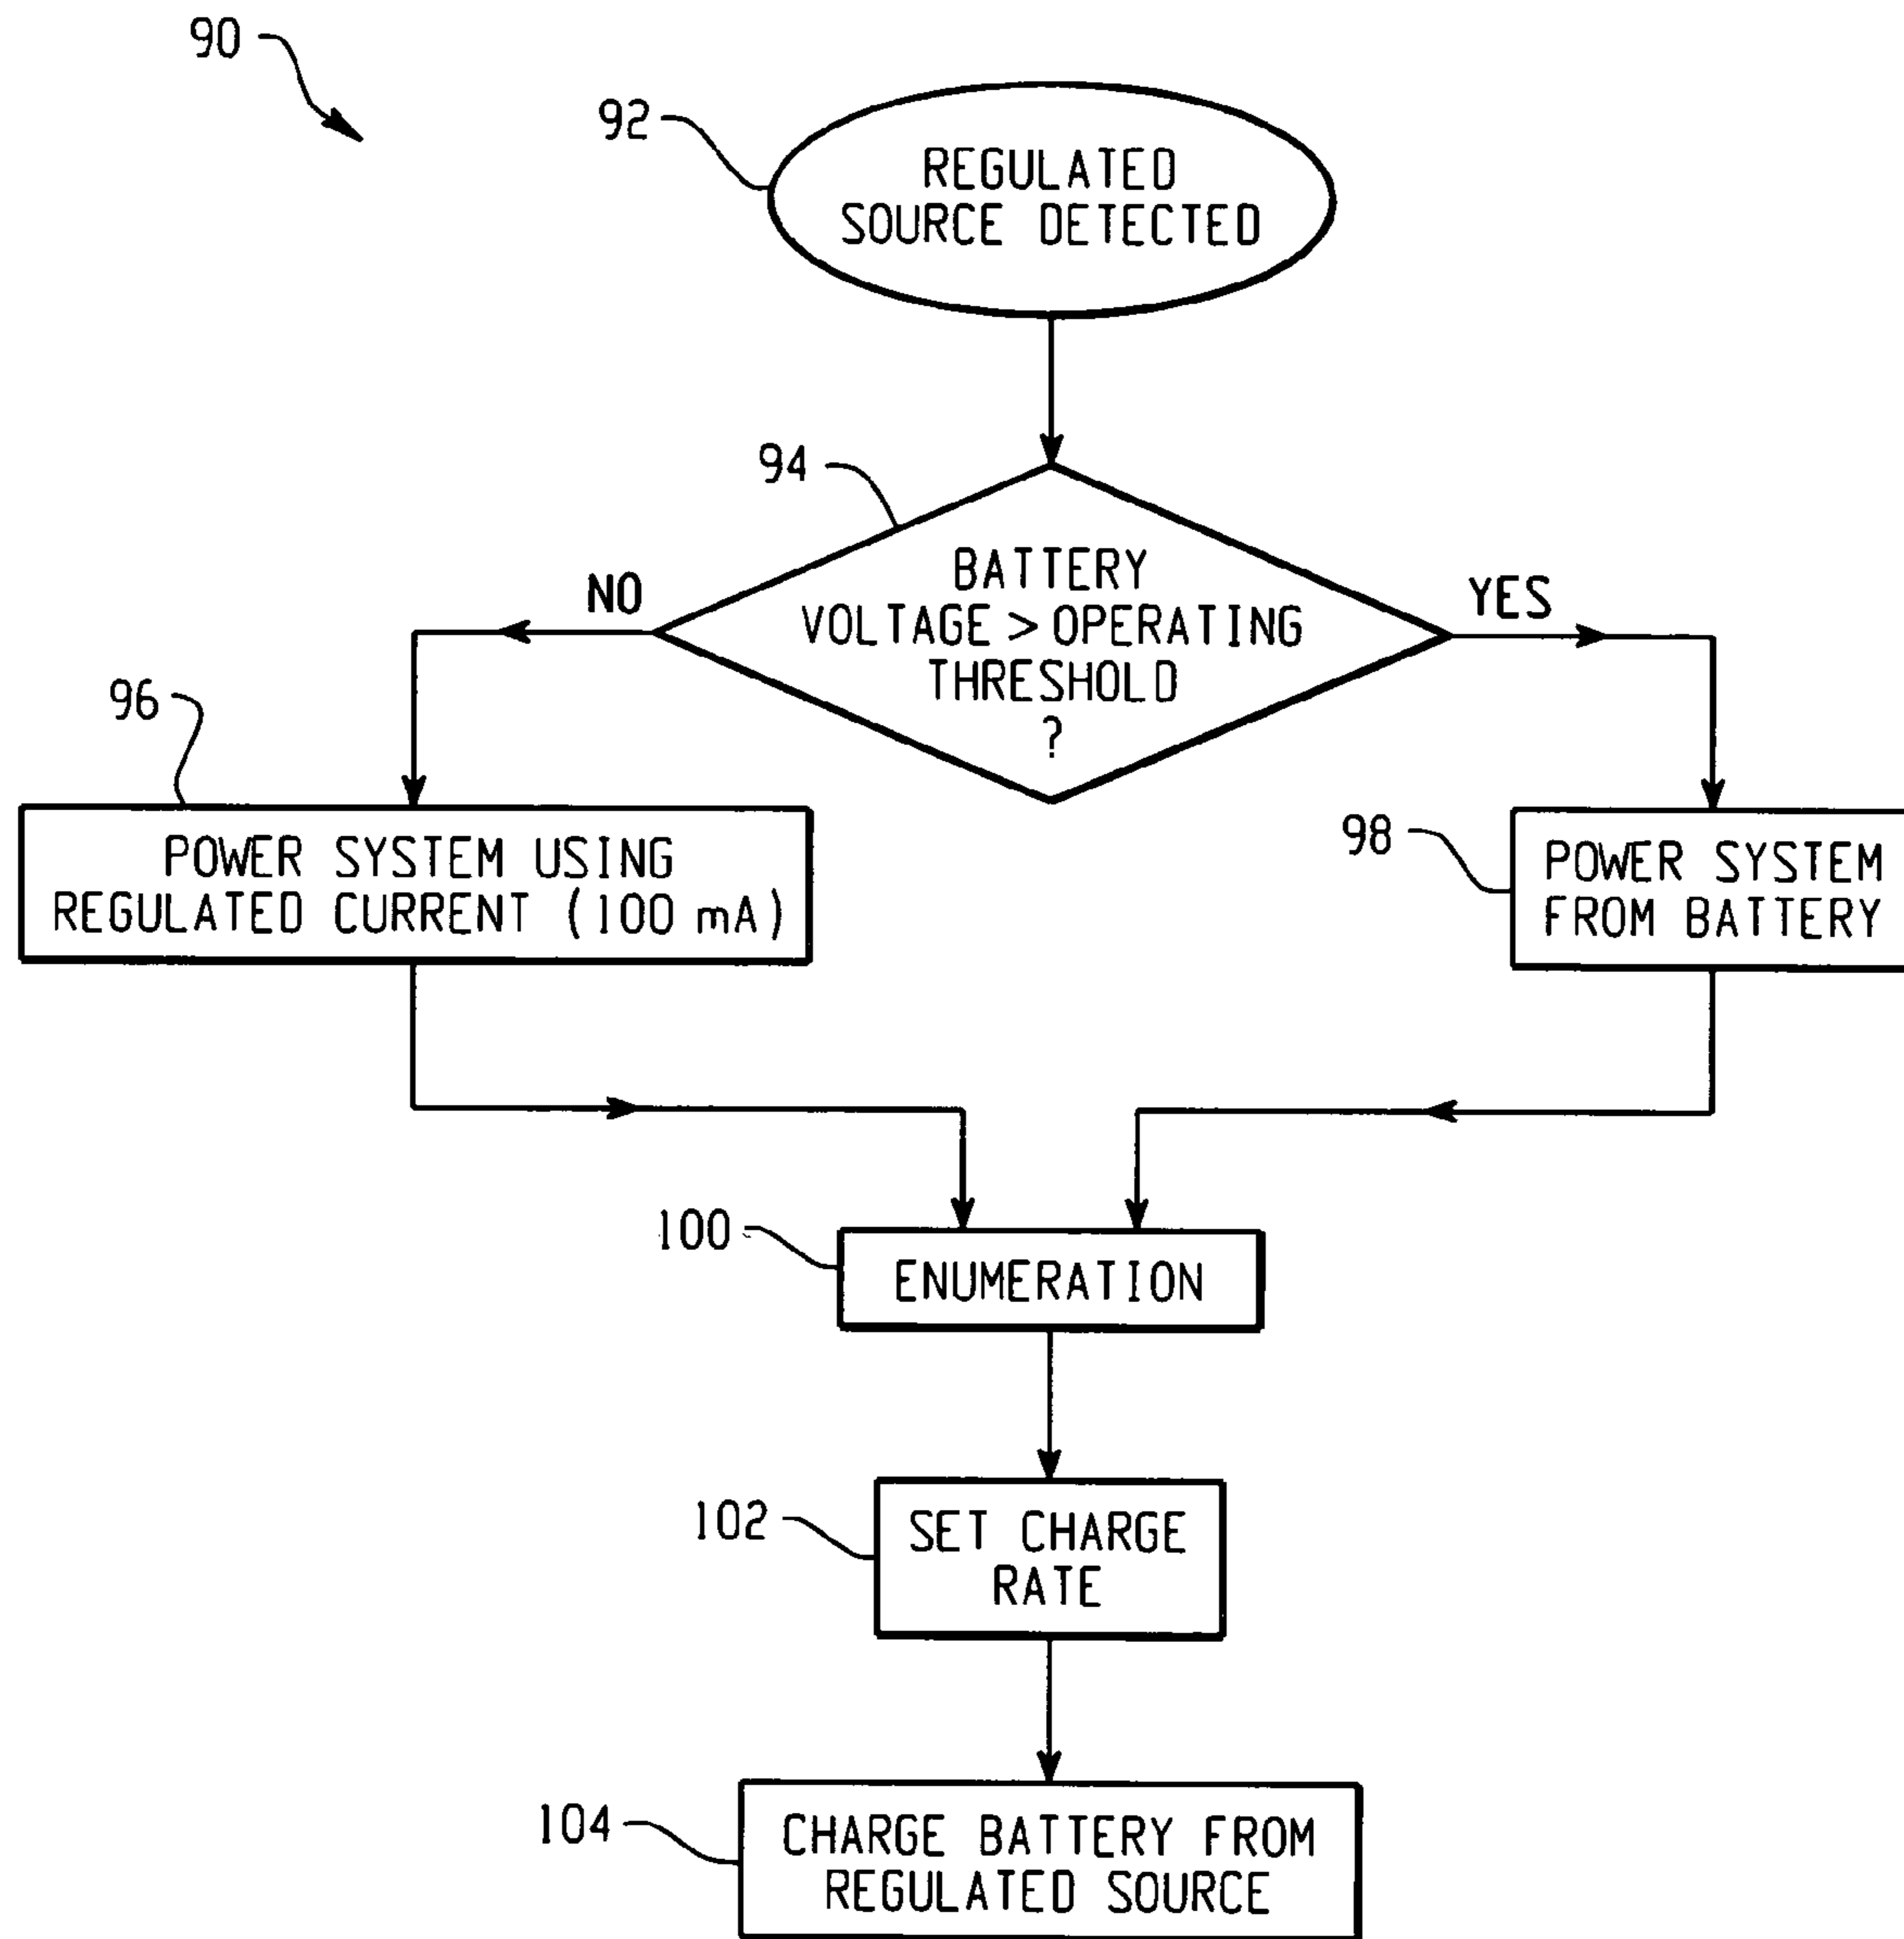 90
92
REGULATED
SOURCE DETECTED
94
BATTERY
VOLTAGE > OPERATING
THRESHOLD
?
NO
YES
96
POWER SYSTEM USING
REGULATED CURRENT (100 mA)
98
POWER SYSTEM
FROM BATTERY
100
ENUMERATION
102
SET CHARGE
RATE
104
CHARGE BATTERY FROM
REGULATED SOURCE